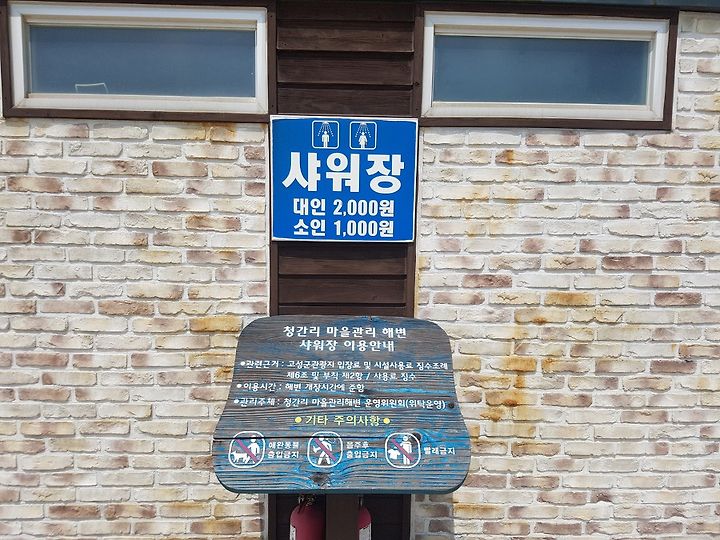 샤워장
대인 2,000원
소인 1,000원
청간리 마을관리 해변
샤워장 이용안내
●관련근거 : 고성군관광지 입장료 및 시설사용료 징수조례
제6조 및 부칙 제2항 / 사용료 징수
●이용시간 : 해변 개장시간에 준함
●관리주체 : 청간리 마을관리해변 운영위원회(위탁운영)
●기타 주의사항●
애완동물
출입금지
음주후
출입금지
빨래금지